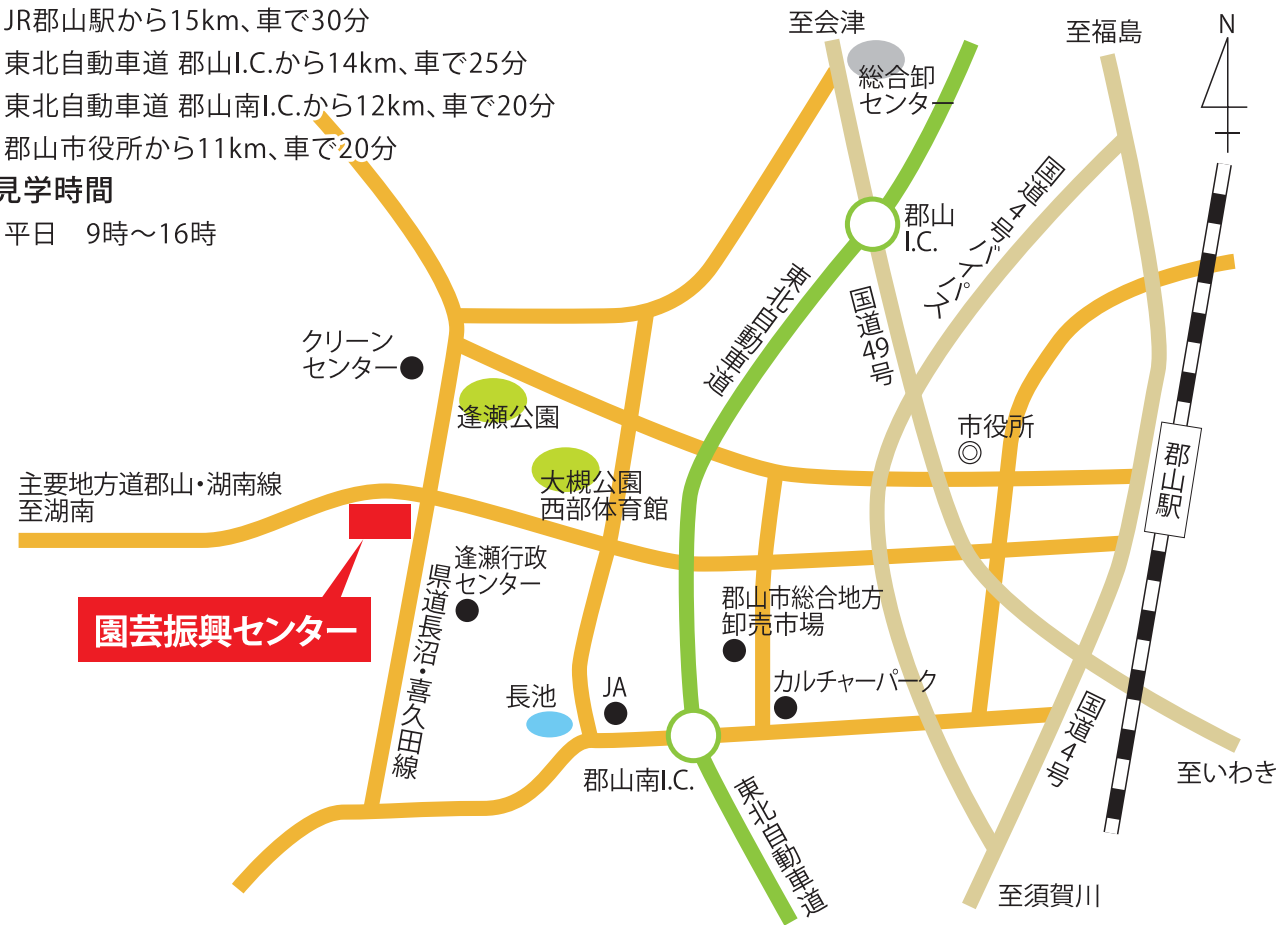 JR郡山駅から15km、車で30分
東北自動車道 郡山I.C.から14km、車で25分
東北自動車道 郡山南I.C.から12km、車で20分
郡山市役所から11km、車で20分
見学時間
平日　9時～16時
至会津
至福島
N
総合卸
センター
郡山
I.C.
国道4号バイパス
東北自動車道
国道49号
クリーン
センター
逢瀬公園
市役所
郡山駅
大槻公園
西部体育館
主要地方道郡山・湖南線
至湖南
逢瀬行政
センター
県道長沼・喜久田線
園芸振興センター
郡山市総合地方
卸売市場
カルチャーパーク
長池
JA
郡山南I.C.
国道4号
至いわき
東北自動車道
至須賀川